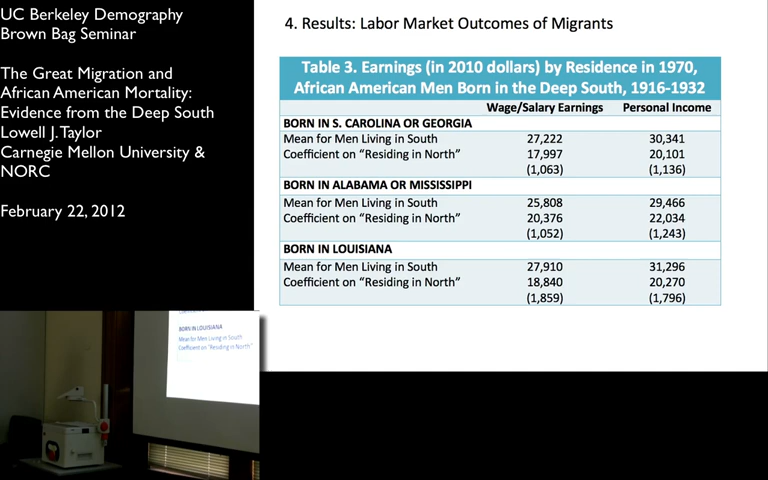 UC Berkeley Demography
Brown Bag Seminar
The Great Migration and
African American Mortality:
Evidence from the Deep South
Lowell J. Taylor
Carnegie Mellon University &
NORC
February 22, 2012
4. Results: Labor Market Outcomes of Migrants
Table 3. Earnings (in 2010 dollars) by Residence in 1970,
African American Men Born in the Deep South, 1916-1932
Wage/Salary Earnings Personal Income
BORN IN S. CAROLINA OR GEORGIA
Mean for Men Living in South 27,222 30,341
Coefficient on "Residing in North" 17,997 20,101
(1,063) (1,136)
BORN IN ALABAMA OR MISSISSIPPI
Mean for Men Living in South 25,808 29,466
Coefficient on "Residing in North" 20,376 22,034
(1,052) (1,243)
BORN IN LOUISIANA
Mean for Men Living in South 27,910 31,296
Coefficient on "Residing in North" 18,840 20,270
(1,859) (1,796)
BORN IN LOUISIANA
Mean for Men Living in South
Coefficient on "Residing in North"